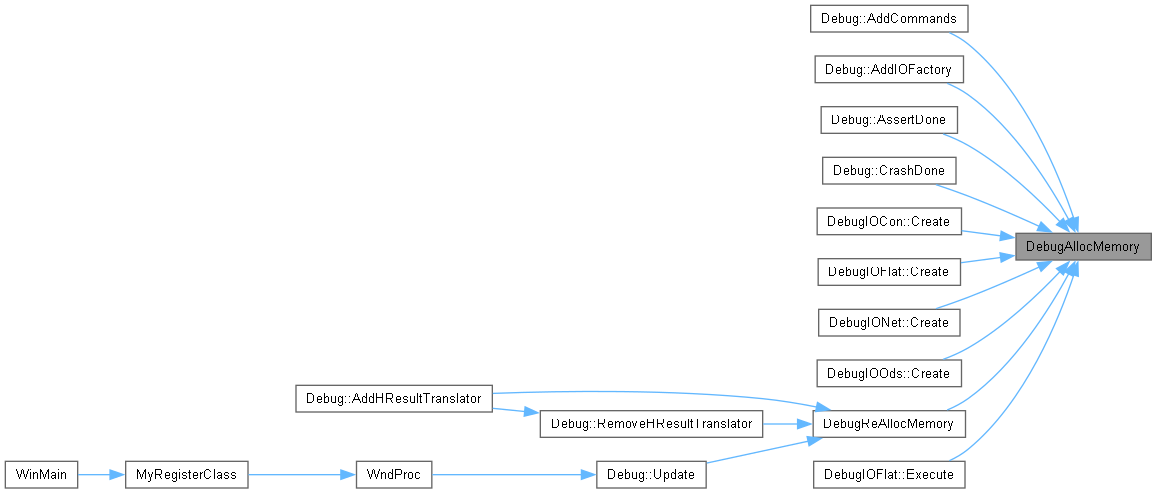 Debug::AddCommands
Debug::AddIOFactory
Debug::AssertDone
Debug::CrashDone
DebugIOCon::Create
DebugAllocMemory
DebugIOFlat::Create
DebugIONet::Create
DebugIOOds::Create
Debug::AddHResultTranslator
Debug::RemoveHResultTranslator
DebugReAllocMemory
WinMain
MyRegisterClass
WndProc
Debug::Update
DebugIOFlat::Execute